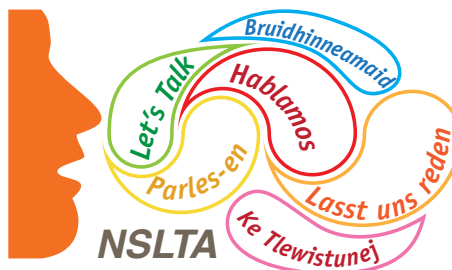 Bruidhinneamaid
Let's Talk
Hablamos
Parles-en
Lasst uns reden
Ke Tlewistunej
NSLTA